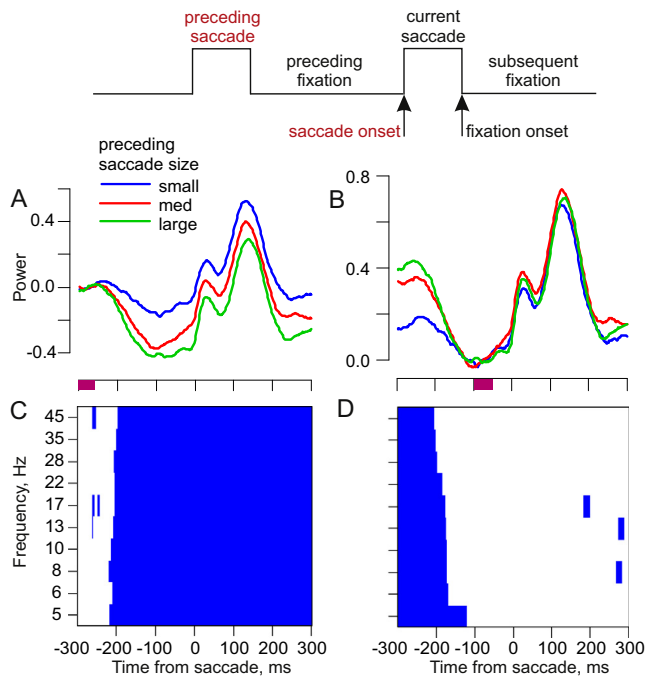 preceding
saccade
preceding
fixation
current
saccade
subsequent
fixation
saccade onset
fixation onset
preceding
saccade size
small
med
large
A
Power
0.4
0.0
-0.4
B
0.8
0.4
0.0
C
Frequency, Hz
45
35
28
22
17
13
10
8
6
5
-300 -200 -100 0 100 200 300
Time from saccade, ms
D
-300 -200 -100 0 100 200 300
Time from saccade, ms